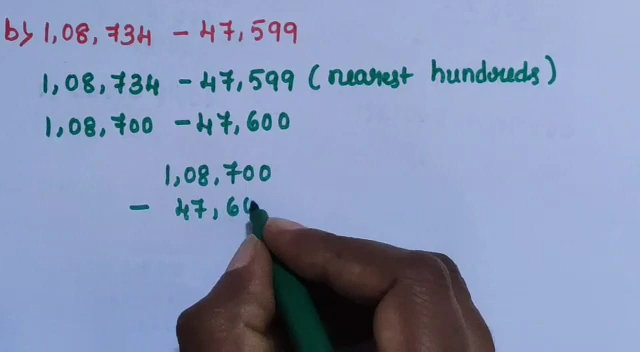 b) 1,08,734 - 47,599
1,08,734 - 47,599 (nearest hundreds)
1,08,700 - 47,600
1,08,700
- 47,60